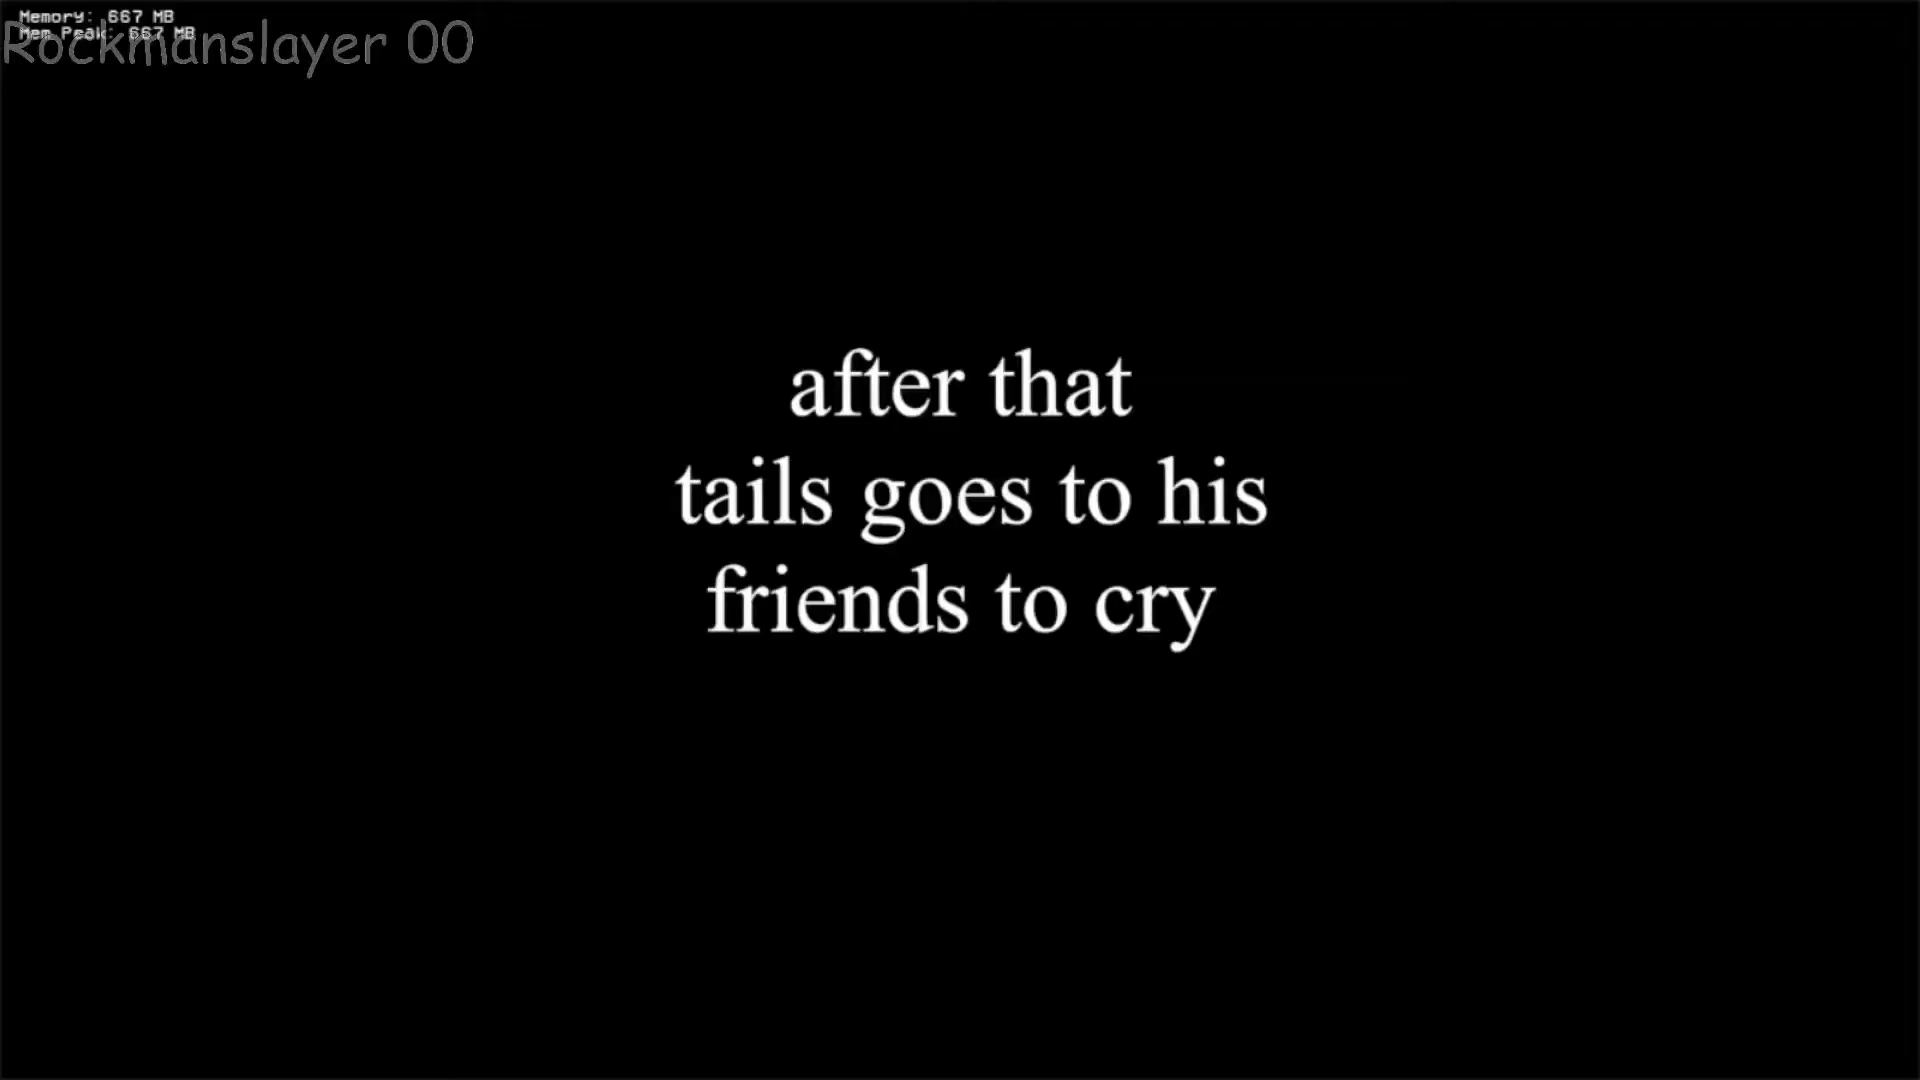 Memory: 667 MB
Mem Peak: 667 MB
Rockmanslayer 00
after that
tails goes to his
friends to cry